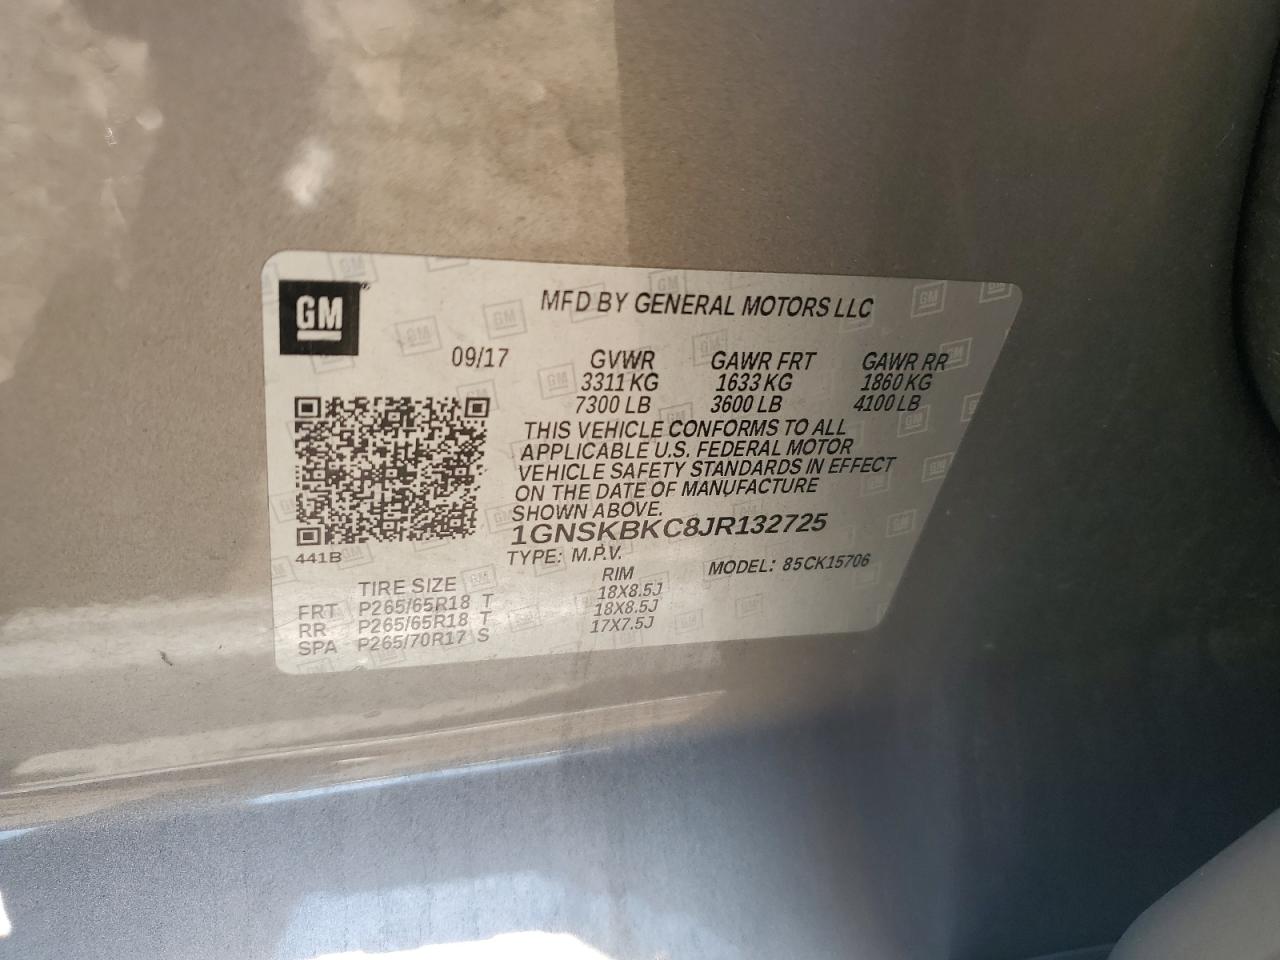 GM
MFD BY GENERAL MOTORS LLC
09/17 GVWR GAWR FRT GAWR RR
3311 KG 1633 KG 1860 KG
7300 LB 3600 LB 4100 LB
THIS VEHICLE CONFORMS TO ALL
APPLICABLE U.S. FEDERAL MOTOR
VEHICLE SAFETY STANDARDS IN EFFECT
ON THE DATE OF MANUFACTURE
SHOWN ABOVE.
1GNSKBKC8JR132725
441B TYPE: M.P.V. MODEL: 85CK15706
TIRE SIZE RIM
FRT P265/65R18 T 18X8.5J
RR P265/65R18 T 18X8.5J
SPA P265/70R17 S 17X7.5J